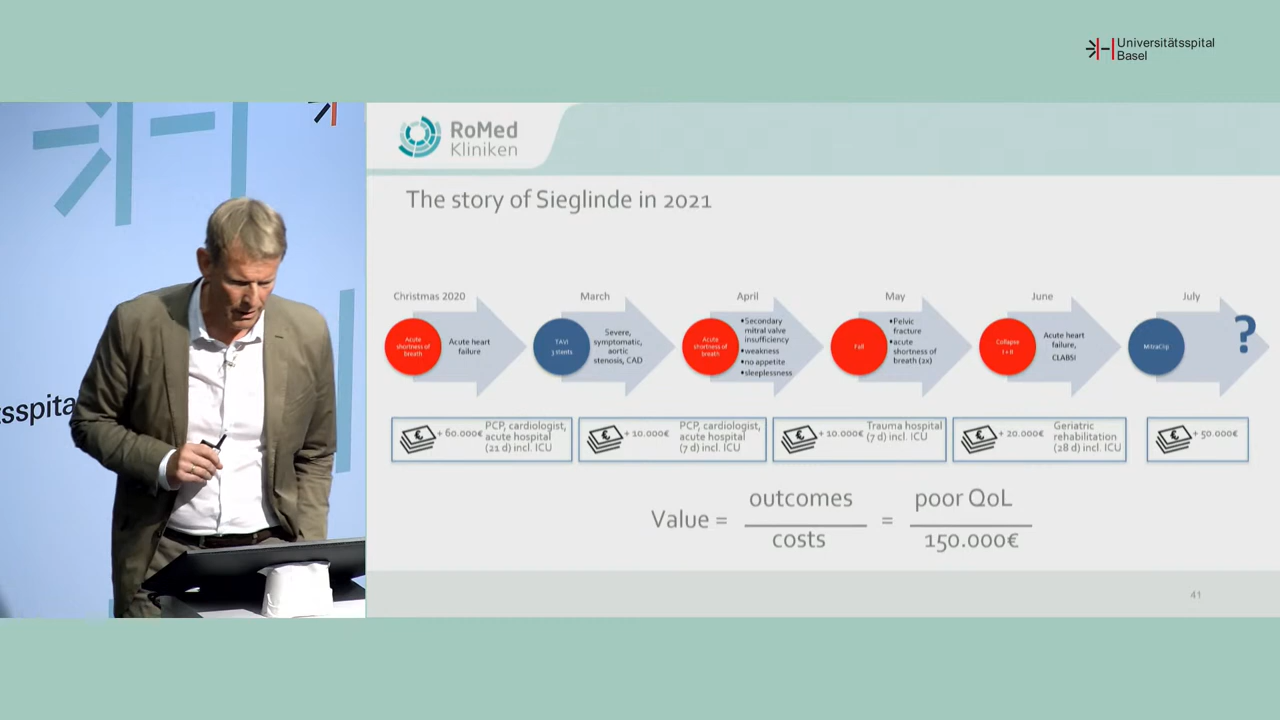 Universitätsspital
Basel
sspita
RoMed
Kliniken
The story of Sieglinde in 2021
Christmas 2020
March
April
May
June
July
Acute
shortness of
breath
Acute heart
failure
TAVI
3 stents
Severe,
symptomatic,
aortic
stenosis, CAD
Acute
shortness of
breath
•Secondary
mitral valve
insufficiency
•weakness
•no appetite
•sleeplessness
Fall
•Pelvic
fracture
•acute
shortness of
breath (2x)
Collapse
I + II
Acute heart
failure,
CLABSI
MitraClip
?
+ 60.000€
PCP, cardiologist,
acute hospital
(21 d) incl. ICU
+ 10.000€
PCP, cardiologist,
acute hospital
(7 d) incl. ICU
+ 10.000€
Trauma hospital
(7 d) incl. ICU
+ 20.000€
Geriatric
rehabilitation
(28 d) incl. ICU
+ 50.000€
Value = outcomes / costs = poor QoL / 150.000€
41